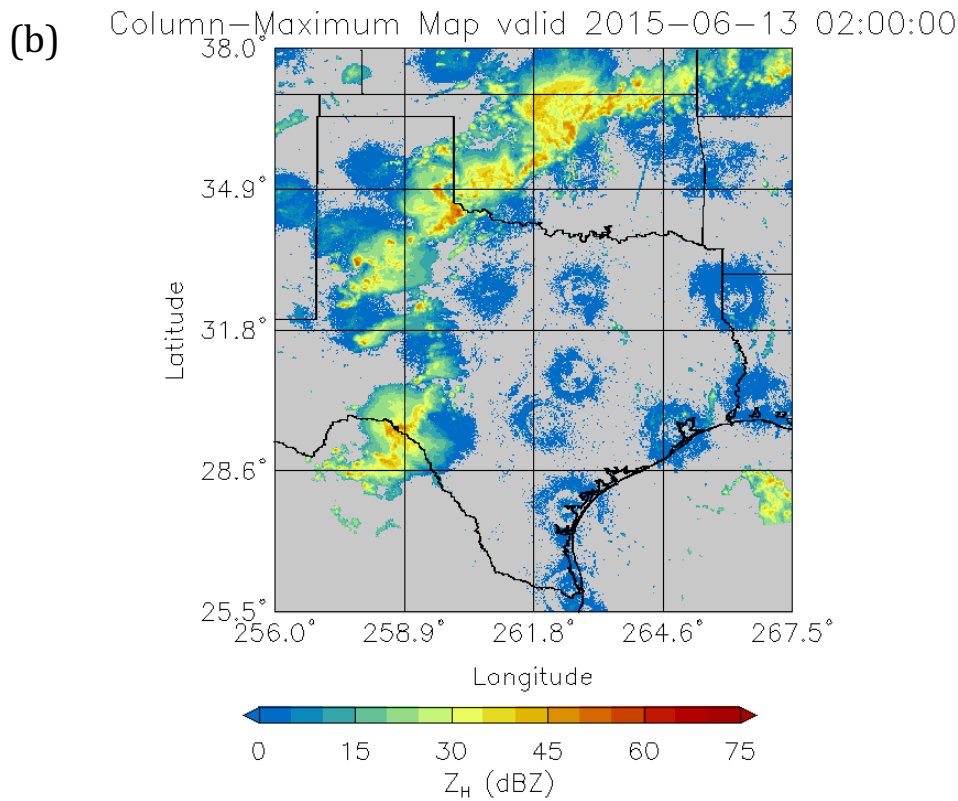 (b)
Column-Maximum Map valid 2015-06-13 02:00:00
38.0°
34.9°
31.8°
28.6°
25.5°
Latitude
256.0° 258.9° 261.8° 264.6° 267.5°
Longitude
0 15 30 45 60 75
Z_H (dBZ)